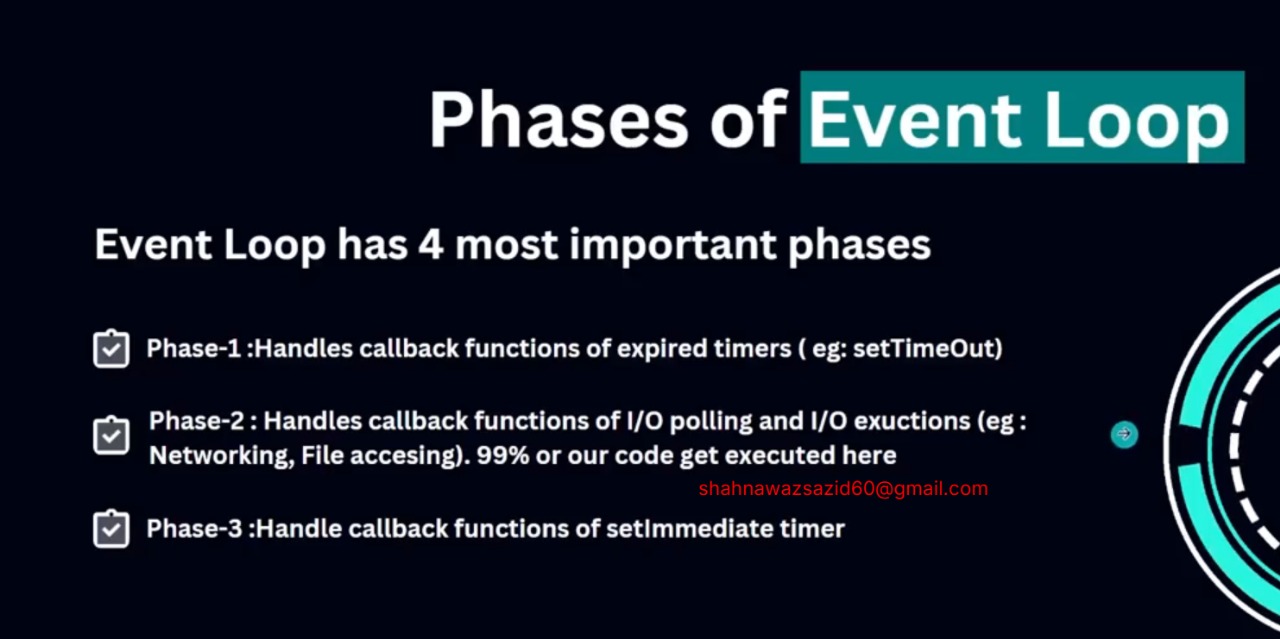 Phases of Event Loop
Event Loop has 4 most important phases
Phase-1 :Handles callback functions of expired timers ( eg: setTimeOut)
Phase-2 : Handles callback functions of I/O polling and I/O exuctions (eg :
Networking, File accesing). 99% or our code get executed here
shahnawazsazid60@gmail.com
Phase-3 :Handle callback functions of setImmediate timer